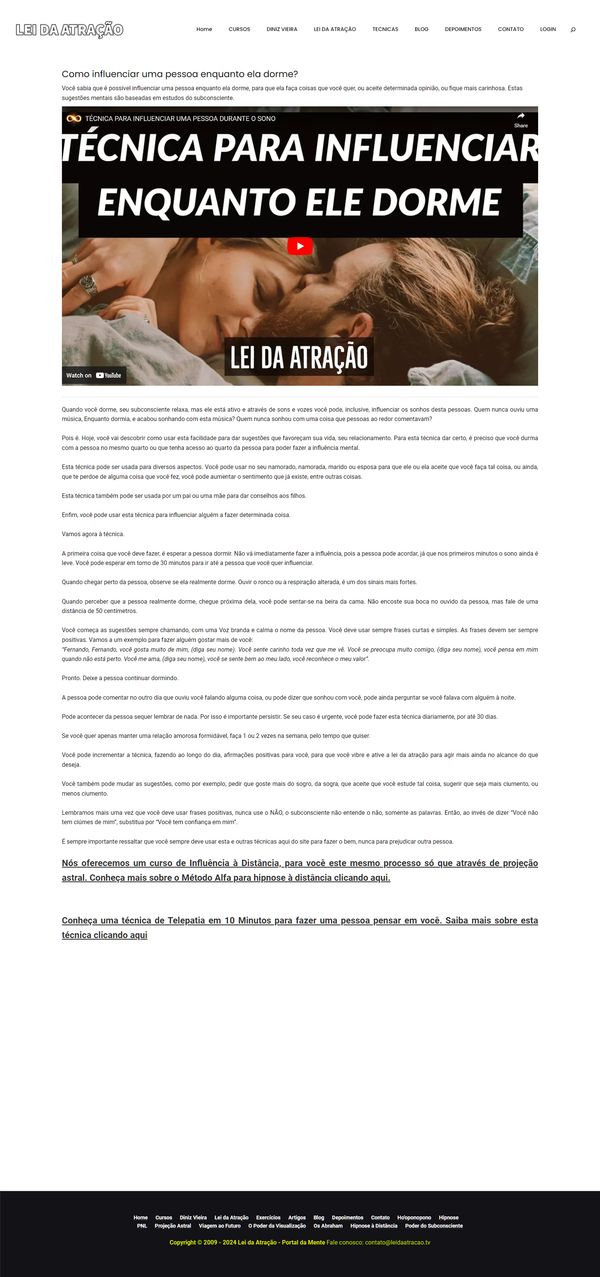 LEI DA ATRAÇÃO
Home CURSOS DINIZ VIEIRA LEI DA ATRAÇÃO TECNICAS BLOG DEPOIMENTOS CONTATO LOGIN
Como influenciar uma pessoa enquanto ela dorme?
Você sabia que é possível influenciar uma pessoa enquanto ela dorme, para que ela faça coisas que você quer, ou aceite determinada opinião, ou fique mais carinhosa. Estas
sugestões mentais são baseadas em estudos do subconsciente.
TÉCNICA PARA INFLUENCIAR UMA PESSOA DURANTE O SONO
Share
TÉCNICA PARA INFLUENCIAR
ENQUANTO ELE DORME
LEI DA ATRAÇÃO
Watch on YouTube
Quando você dorme, seu subconsciente relaxa, mas ele está ativo e através de sons e vozes você pode, inclusive, influenciar os sonhos desta pessoas. Quem nunca ouviu uma
música, Enquanto dormia, e acabou sonhando com esta música? Quem nunca sonhou com uma coisa que pessoas ao redor comentavam?
Pois é. Hoje, você vai descobrir como usar esta facilidade para dar sugestões que favoreçam sua vida, seu relacionamento. Para esta técnica dar certo, é preciso que você durma
com a pessoa no mesmo quarto ou que tenha acesso ao quarto da pessoa para poder fazer a influência mental.
Esta técnica pode ser usada para diversos aspectos. Você pode usar no seu namorado, namorada, marido ou esposa para que ele ou ela aceite que você faça tal coisa, ou ainda,
que te perdoe de alguma coisa que você fez, você pode aumentar o sentimento que já existe, entre outras coisas.
Esta técnica também pode ser usada por um pai ou uma mãe para dar conselhos aos filhos.
Enfim, você pode usar esta técnica para influenciar alguém a fazer determinada coisa.
Vamos agora à técnica.
A primeira coisa que você deve fazer, é esperar a pessoa dormir. Não vá imediatamente fazer a influência, pois a pessoa pode acordar, já que nos primeiros minutos o sono ainda é
leve. Você pode esperar em torno de 30 minutos para ir até a pessoa que você quer influenciar.
Quando chegar perto da pessoa, observe se ela realmente dorme. Ouvir o ronco ou a respiração alterada, é um dos sinais mais fortes.
Quando perceber que a pessoa realmente dorme, chegue próxima dela, você pode sentar-se na beira da cama. Não encoste sua boca no ouvido da pessoa, mas fale de uma
distância de 50 centímetros.
Você começa as sugestões sempre chamando, com uma Voz branda e calma o nome da pessoa. Você deve usar sempre frases curtas e simples. As frases devem ser sempre
positivas. Vamos a um exemplo para fazer alguém gostar mais de você:
"Fernando, Fernando, você gosta muito de mim, (diga seu nome). Você sente carinho toda vez que me vê. Você se preocupa muito comigo, (diga seu nome), você pensa em mim
quando não está perto. Você me ama, (diga seu nome), você se sente bem ao meu lado, você reconhece o meu valor".
Pronto. Deixe a pessoa continuar dormindo.
A pessoa pode comentar no outro dia que ouviu você falando alguma coisa, ou pode dizer que sonhou com você, pode ainda perguntar se você falava com alguém à noite.
Pode acontecer da pessoa sequer lembrar de nada. Por isso é importante persistir. Se seu caso é urgente, você pode fazer esta técnica diariamente, por até 30 dias.
Se você quer apenas manter uma relação amorosa formidável, faça 1 ou 2 vezes na semana, pelo tempo que quiser.
Você pode incrementar a técnica, fazendo ao longo do dia, afirmações positivas para você, para que você vibre e ative a lei da atração para agir mais ainda no alcance do que
deseja.
Você também pode mudar as sugestões, como por exemplo, pedir que goste mais do sogro, da sogra, que aceite que você estude tal coisa, sugerir que seja mais ciumento, ou
menos ciumento.
Lembramos mais uma vez que você deve usar frases positivas, nunca use o NÃO, o subconsciente não entende o não, somente as palavras. Então, ao invés de dizer "Você não
tem ciúmes de mim", substitua por "Você tem confiança em mim".
É sempre importante ressaltar que você sempre deve usar esta e outras técnicas aqui do site para fazer o bem, nunca para prejudicar outra pessoa.
Nós oferecemos um curso de Influência à Distância, para você este mesmo processo só que através de projeção
astral. Conheça mais sobre o Método Alfa para hipnose à distância clicando aqui.
Conheça uma técnica de Telepatia em 10 Minutos para fazer uma pessoa pensar em você. Saiba mais sobre esta
técnica clicando aqui
Home Cursos Diniz Vieira Lei da Atração Exercícios Artigos Blog Depoimentos Contato Ho'oponopono Hipnose
PNL Projeção Astral Viagem ao Futuro O Poder da Visualização Os Abraham Hipnose à Distância Poder do Subconsciente
Copyright © 2009 - 2024 Lei da Atração - Portal da Mente Fale conosco: contato@leidaatracao.tv